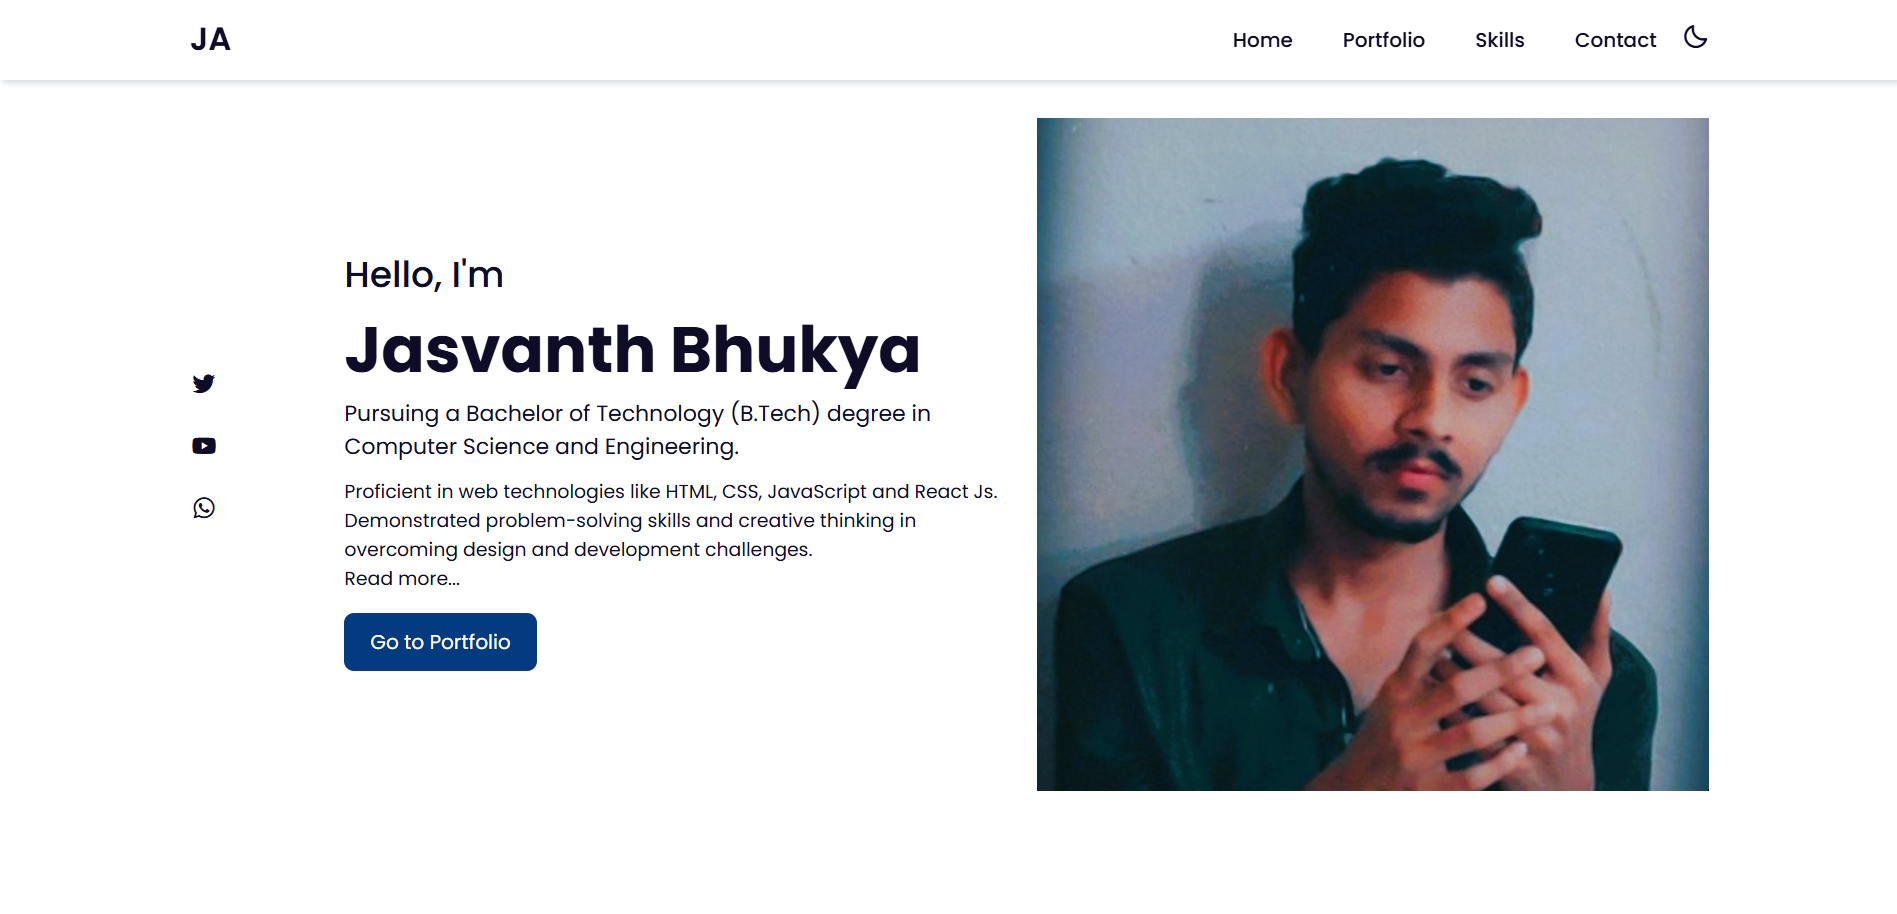 JA
Home Portfolio Skills Contact
Hello, I'm
Jasvanth Bhukya
Pursuing a Bachelor of Technology (B.Tech) degree in
Computer Science and Engineering.
Proficient in web technologies like HTML, CSS, JavaScript and React Js.
Demonstrated problem-solving skills and creative thinking in
overcoming design and development challenges.
Read more...
Go to Portfolio